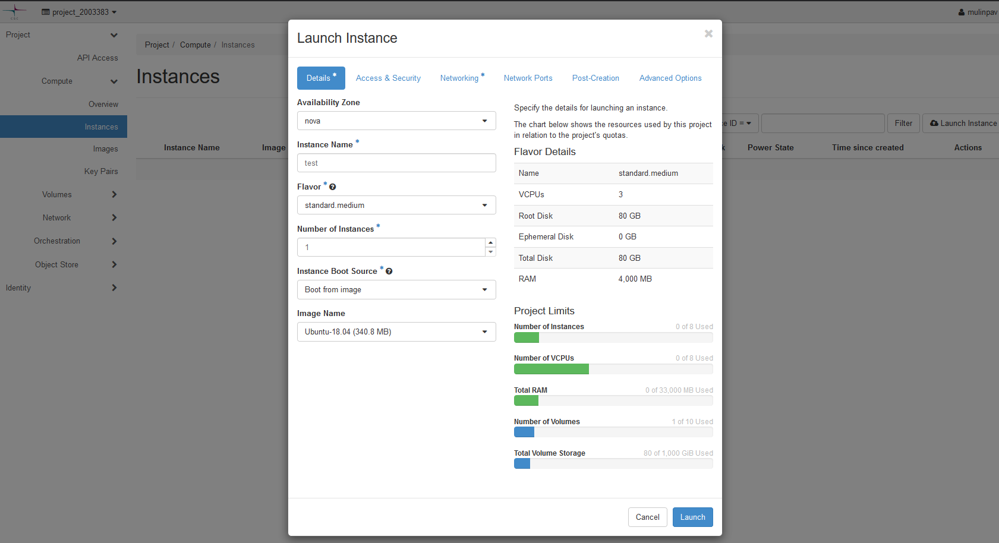 CSC
project_2003383
mulinpav
Project
API Access
Compute
Overview
Instances
Images
Key Pairs
Volumes
Network
Orchestration
Object Store
Identity
Project / Compute / Instances
Instances
ce ID =
Filter
Launch Instance
Instance Name
Image
k
Power State
Time since created
Actions
Launch Instance
×
Details *
Access & Security
Networking *
Network Ports
Post-Creation
Advanced Options
Availability Zone
nova
Instance Name *
test
Flavor *
standard.medium
Number of Instances *
1
Instance Boot Source *
Boot from image
Image Name
Ubuntu-18.04 (340.8 MB)
Specify the details for launching an instance.
The chart below shows the resources used by this project
in relation to the project's quotas.
Flavor Details
Name standard.medium
VCPUs 3
Root Disk 80 GB
Ephemeral Disk 0 GB
Total Disk 80 GB
RAM 4,000 MB
Project Limits
Number of Instances 0 of 8 Used
Number of VCPUs 0 of 8 Used
Total RAM 0 of 33,000 MB Used
Number of Volumes 1 of 10 Used
Total Volume Storage 80 of 1,000 GiB Used
Cancel
Launch